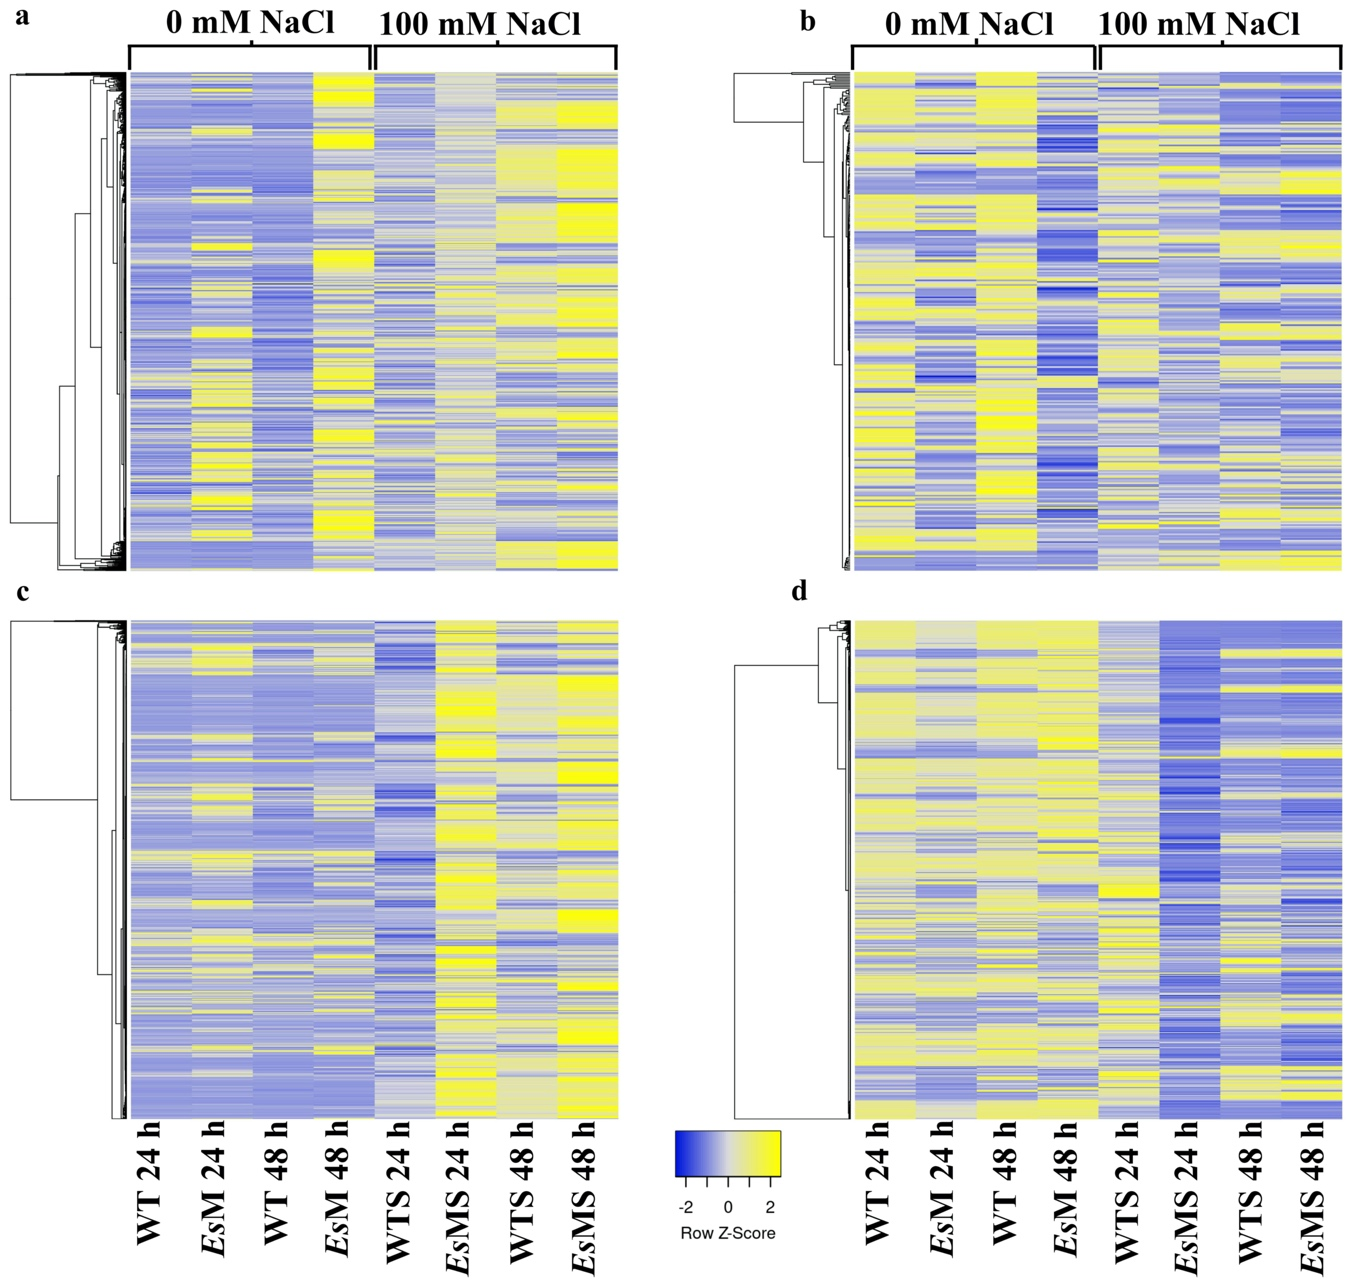 a
0 mM NaCl 100 mM NaCl
b
0 mM NaCl 100 mM NaCl
c
d
WT 24 h
EsM 24 h
WT 48 h
EsM 48 h
WTS 24 h
EsMS 24 h
WTS 48 h
EsMS 48 h
-2 0 2
Row Z-Score
WT 24 h
EsM 24 h
WT 48 h
EsM 48 h
WTS 24 h
EsMS 24 h
WTS 48 h
EsMS 48 h